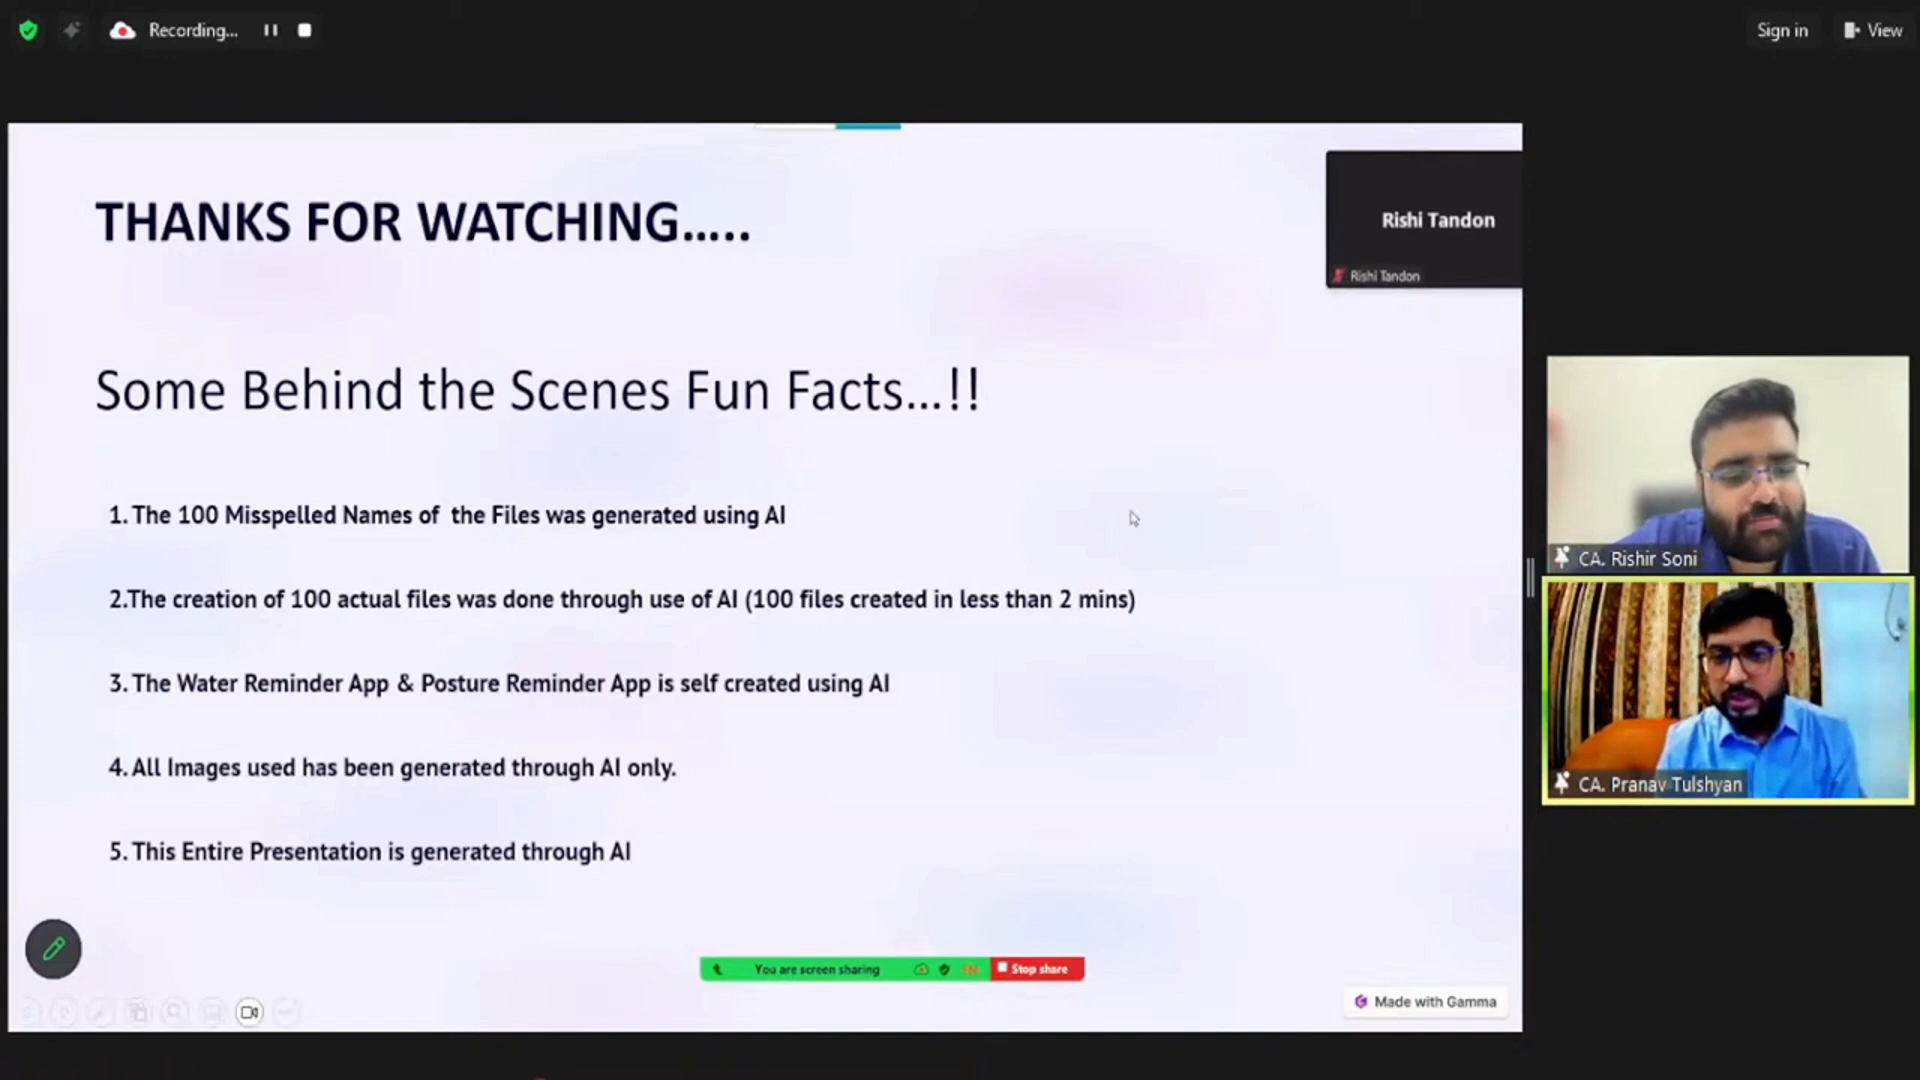 Recording...
Sign in
View
THANKS FOR WATCHING.....
Rishi Tandon
Rishi Tandon
Some Behind the Scenes Fun Facts...!!
1. The 100 Misspelled Names of the Files was generated using AI
2.The creation of 100 actual files was done through use of AI (100 files created in less than 2 mins)
3. The Water Reminder App & Posture Reminder App is self created using AI
4. All Images used has been generated through AI only.
5. This Entire Presentation is generated through AI
CA. Rishir Soni
CA. Pranav Tulshyan
You are screen sharing
EN
Stop share
Made with Gamma